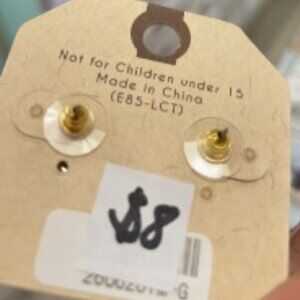 Not for Children under 15
Made in China
(E85-LCT)
$8